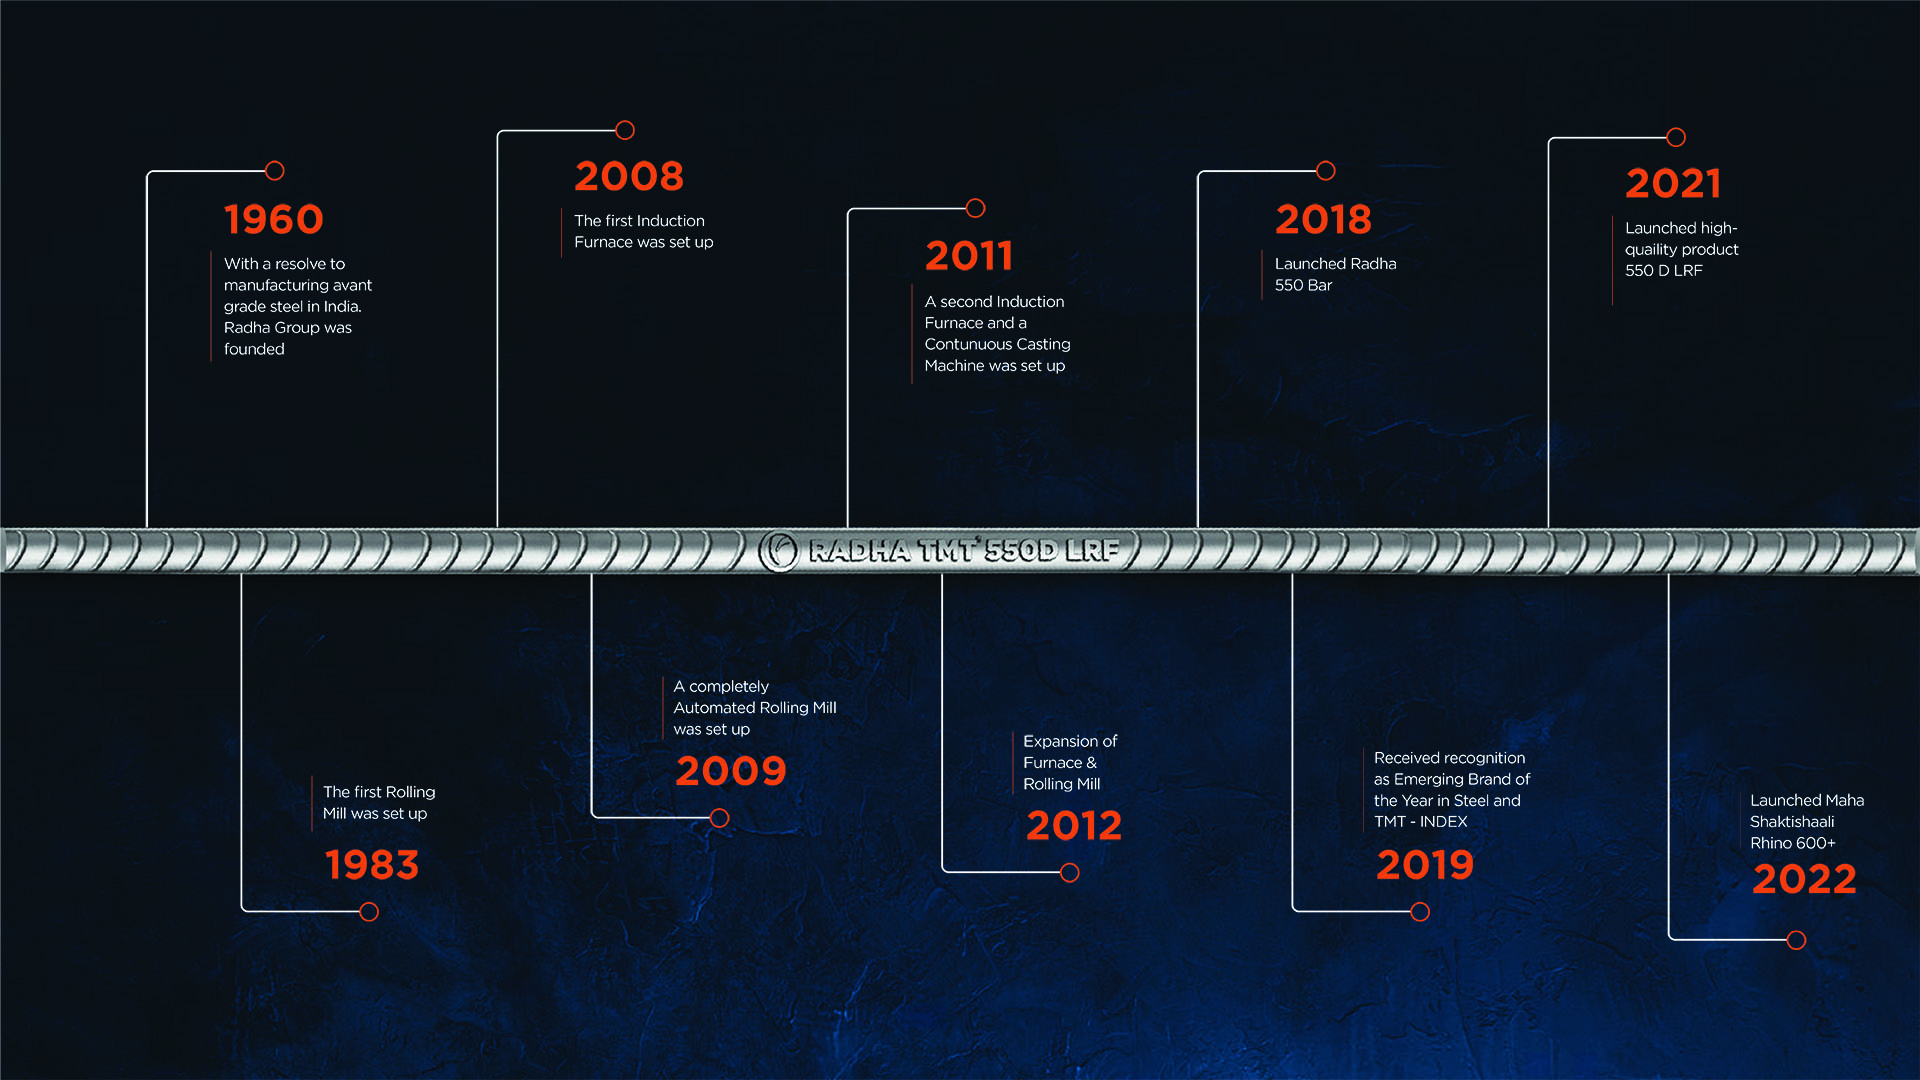 1960
With a resolve to
manufacturing avant
grade steel in India.
Radha Group was
founded
2008
The first Induction
Furnace was set up
2011
A second Induction
Furnace and a
Contunuous Casting
Machine was set up
2018
Launched Radha
550 Bar
2021
Launched high-
quaility product
550 D LRF
RADHA TMT 550D LRF
The first Rolling
Mill was set up
1983
A completely
Automated Rolling Mill
was set up
2009
Expansion of
Furnace &
Rolling Mill
2012
Received recognition
as Emerging Brand of
the Year in Steel and
TMT - INDEX
2019
Launched Maha
Shaktishaali
Rhino 600+
2022